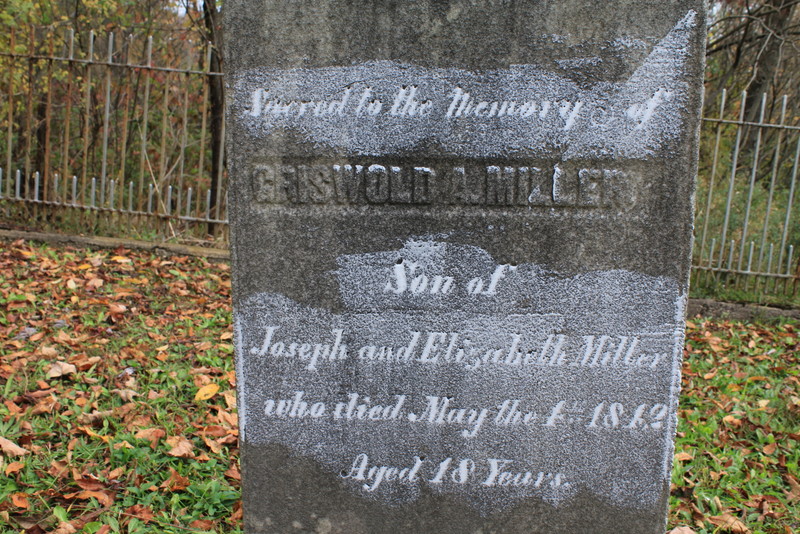 Sacred to the Memory of
GRISWOLD A. MILLER
Son of
Joseph and Elizabeth Miller
who died May the 1st 1842
Aged 18 Years.